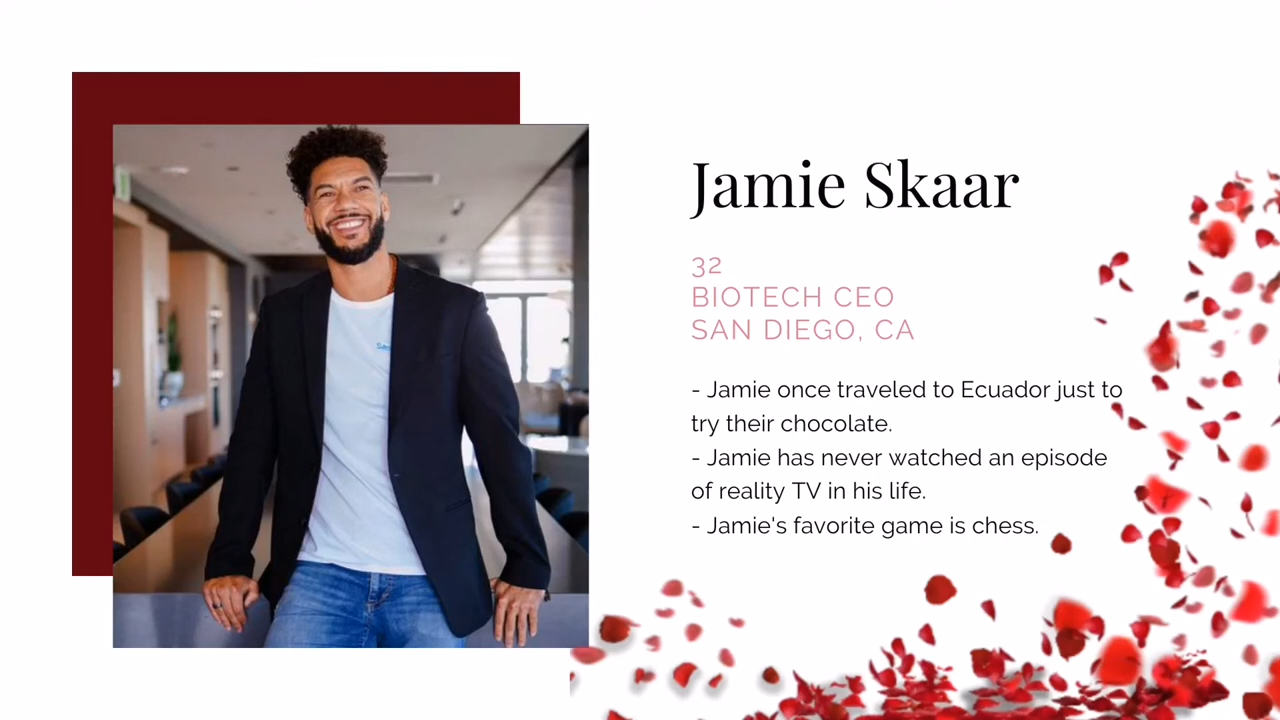 Jamie Skaar
32
BIOTECH CEO
SAN DIEGO, CA
- Jamie once traveled to Ecuador just to
try their chocolate.
- Jamie has never watched an episode
of reality TV in his life.
- Jamie's favorite game is chess.